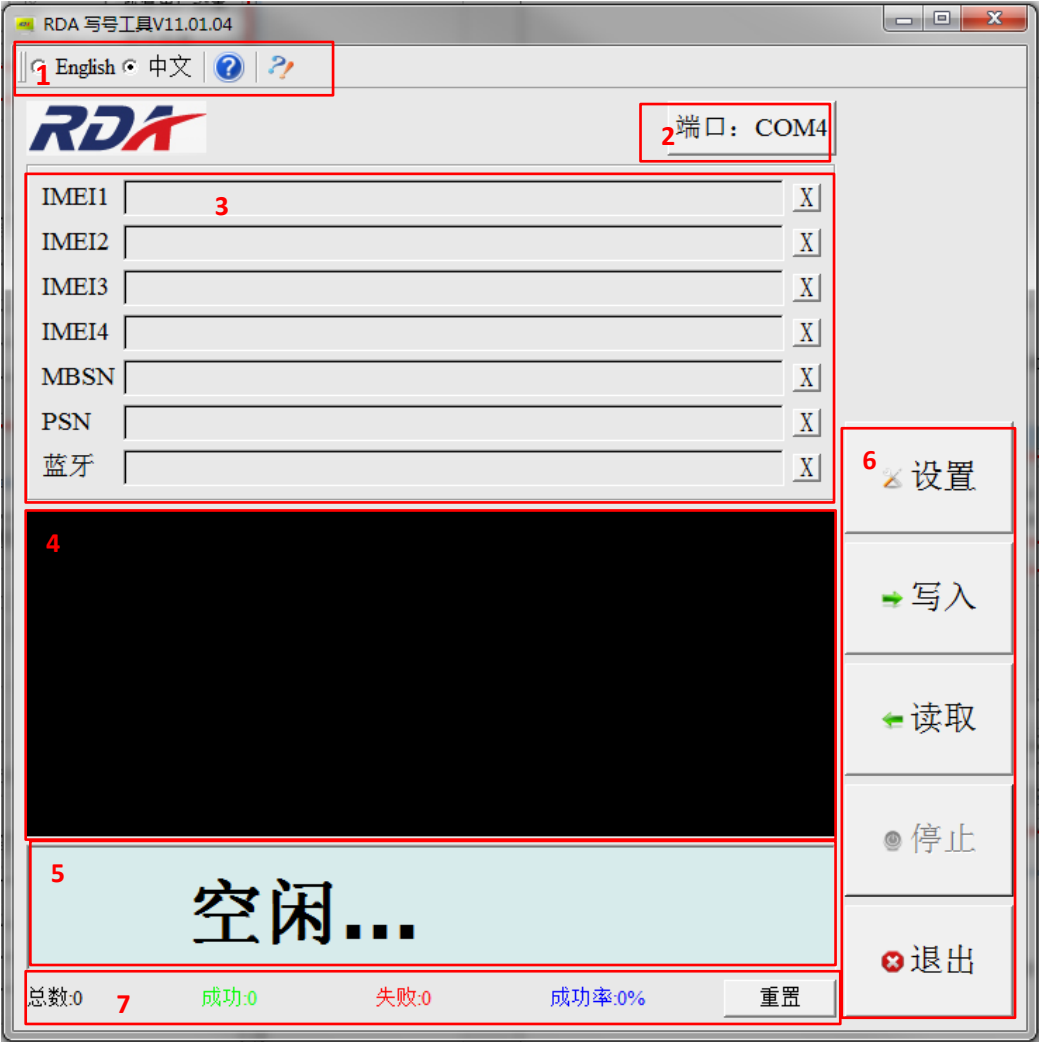 RDA 写号工具V11.01.04
1 English 中文
RDA
2 端口：COM4
IMEI1 3 X
IMEI2 X
IMEI3 X
IMEI4 X
MBSN X
PSN X
蓝牙 X
6 设置
4
写入
读取
停止
5
空闲...
退出
总数:0 7 成功:0 失败:0 成功率:0% 重置